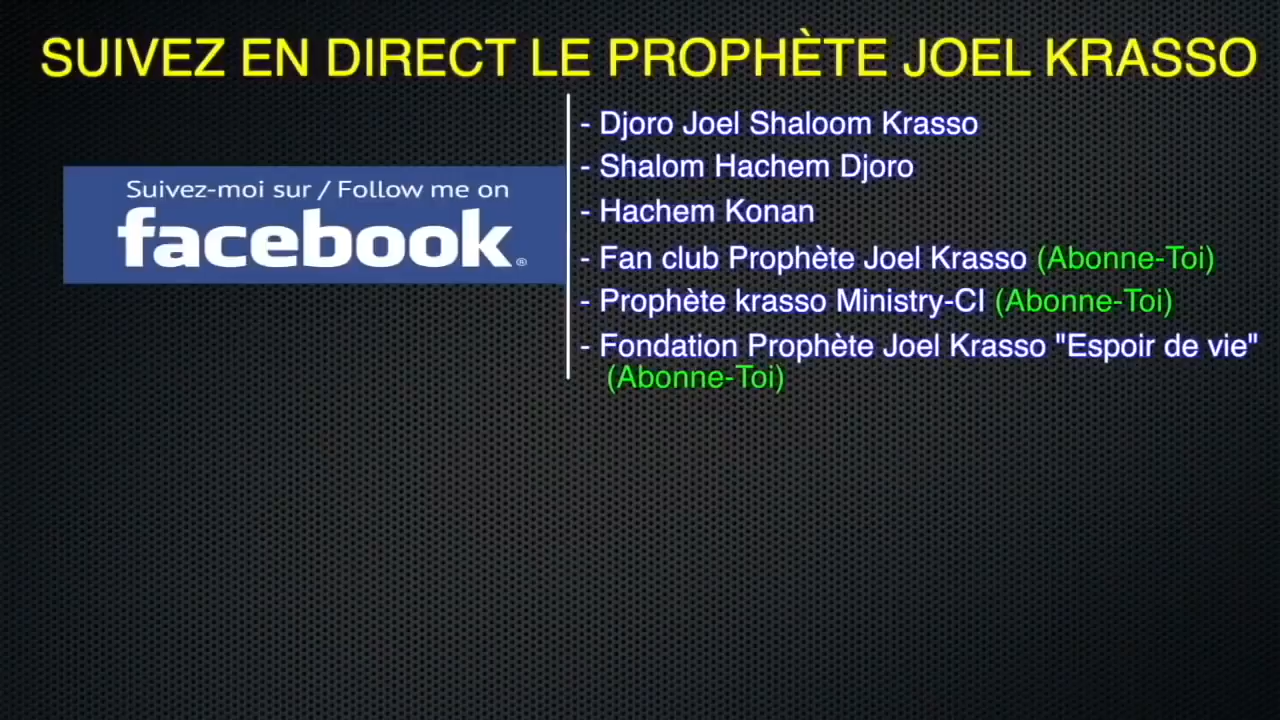 SUIVEZ EN DIRECT LE PROPHÈTE JOEL KRASSO
Suivez-moi sur / Follow me on
facebook®
- Djoro Joel Shaloom Krasso
- Shalom Hachem Djoro
- Hachem Konan
- Fan club Prophète Joel Krasso (Abonne-Toi)
- Prophète krasso Ministry-CI (Abonne-Toi)
- Fondation Prophète Joel Krasso "Espoir de vie"
(Abonne-Toi)